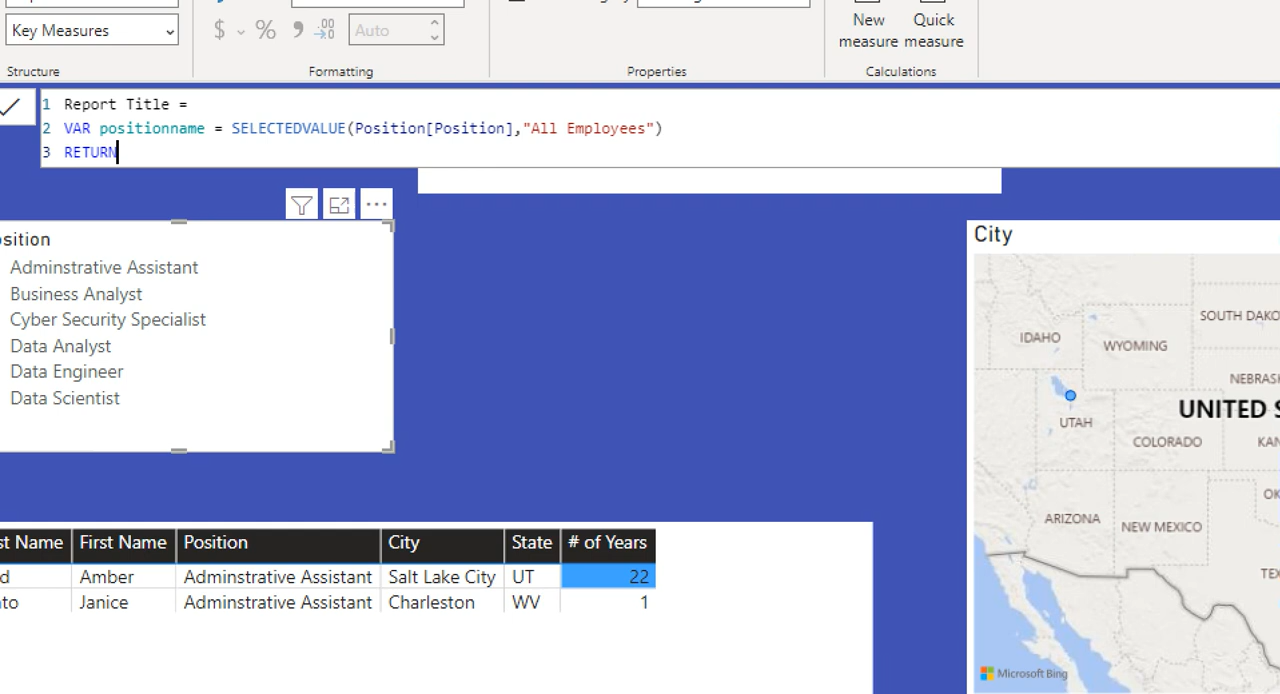 Key Measures
$ % 9 .00 Auto
New measure
Quick measure
Structure
Formatting
Properties
Calculations
1 Report Title =
2 VAR positionname = SELECTEDVALUE(Position[Position],"All Employees")
3 RETURN
osition
Adminstrative Assistant
Business Analyst
Cyber Security Specialist
Data Analyst
Data Engineer
Data Scientist
City
SOUTH DAKO
IDAHO
WYOMING
NEBRASK
UNITED S
UTAH
COLORADO
KAN
OK
ARIZONA
NEW MEXICO
TEX
Microsoft Bing
st Name First Name Position City State # of Years
d Amber Adminstrative Assistant Salt Lake City UT 22
nto Janice Adminstrative Assistant Charleston WV 1